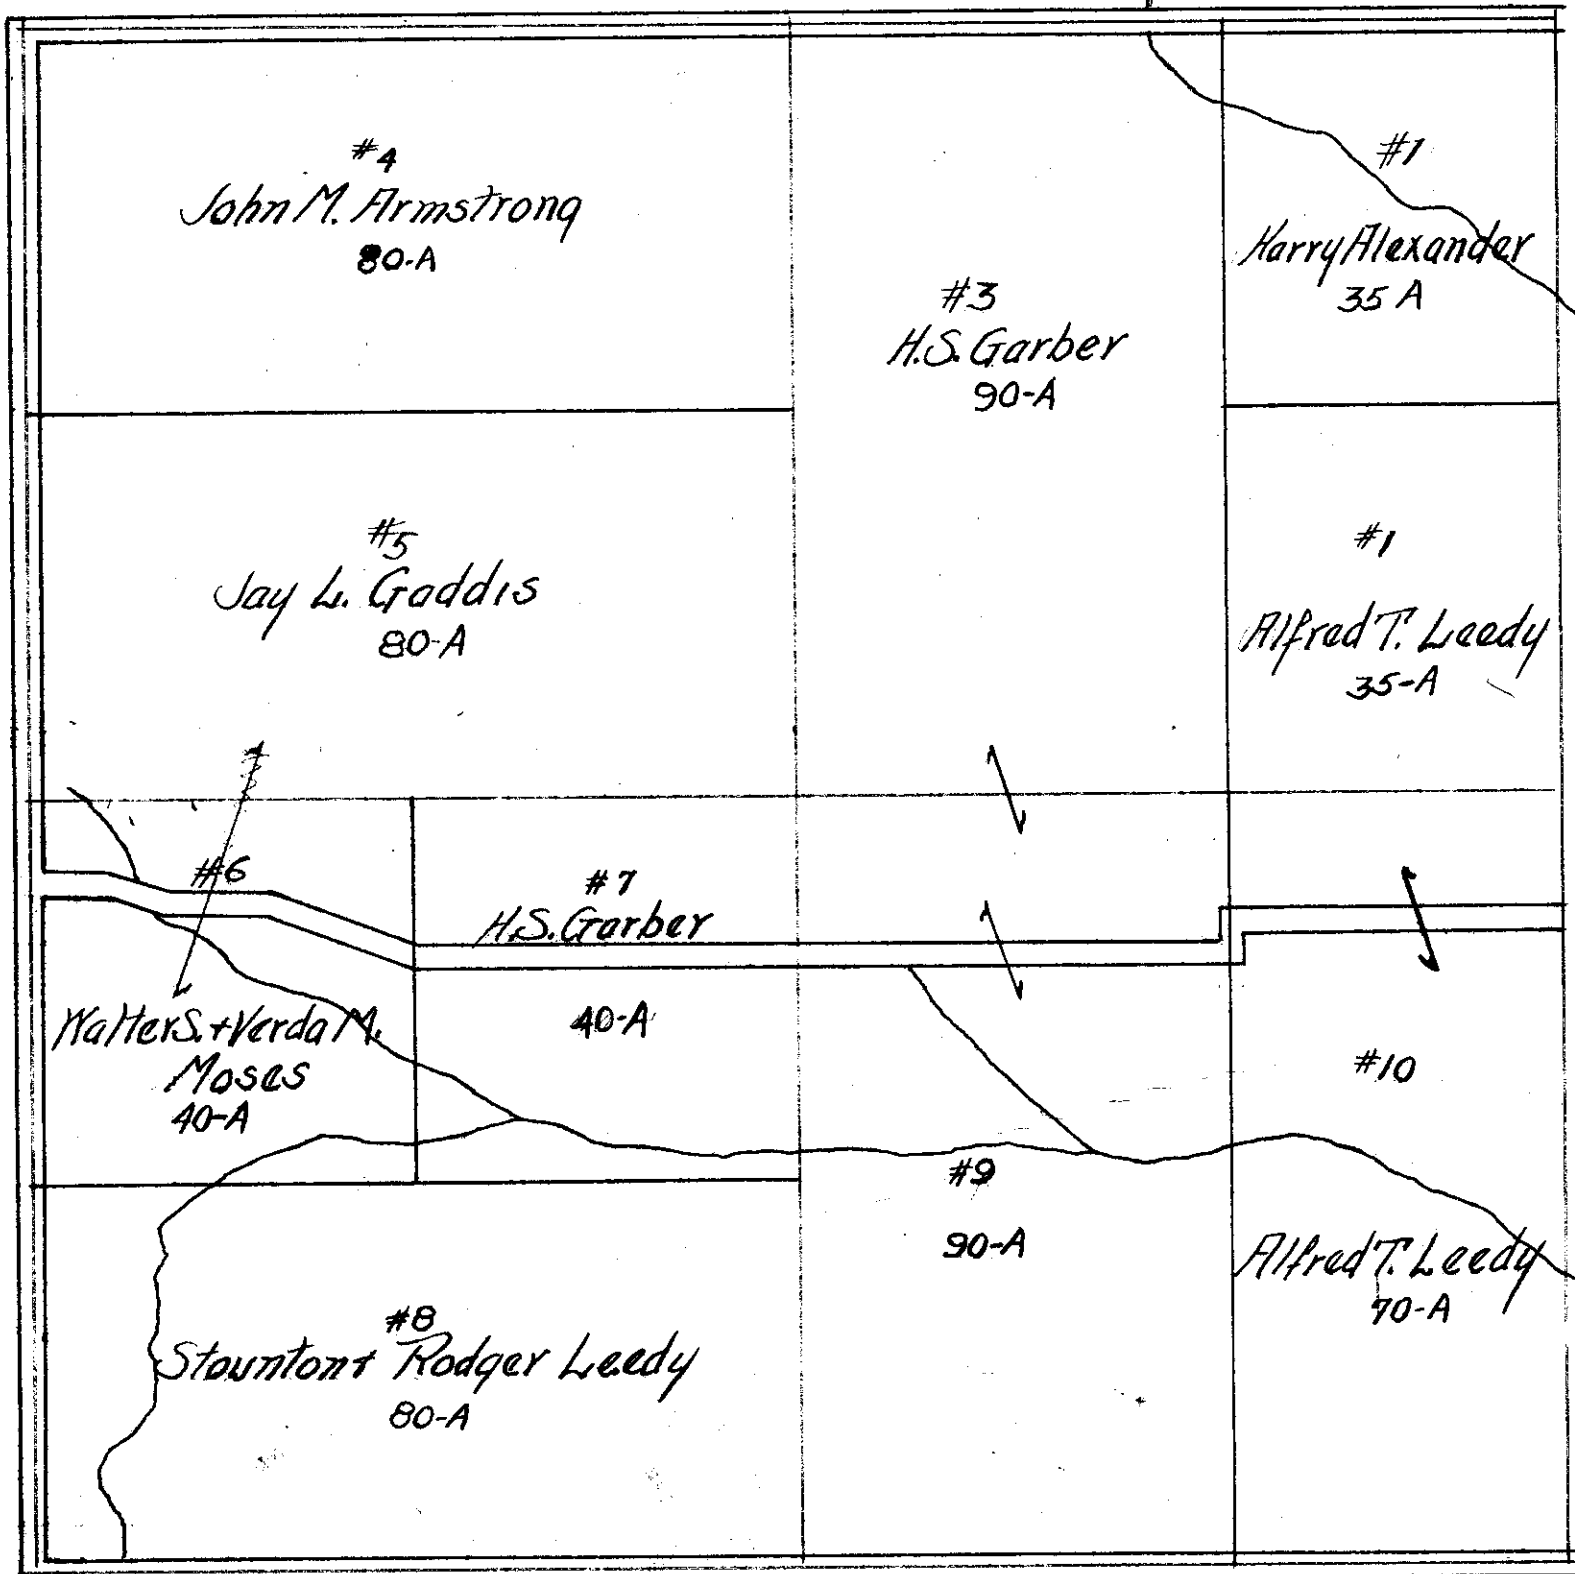 #4
John M. Armstrong
80-A
#3
H.S. Garber
90-A
#1
Harry Alexander
35 A
#5
Jay L. Gaddis
80-A
#1
Alfred T. Leedy
35-A
#6
Walter S. + Verda M.
Moses
40-A
#7
H.S. Garber
40-A
#10
Alfred T. Leedy
70-A
#9
90-A
#8
Staunton + Rodger Leedy
80-A